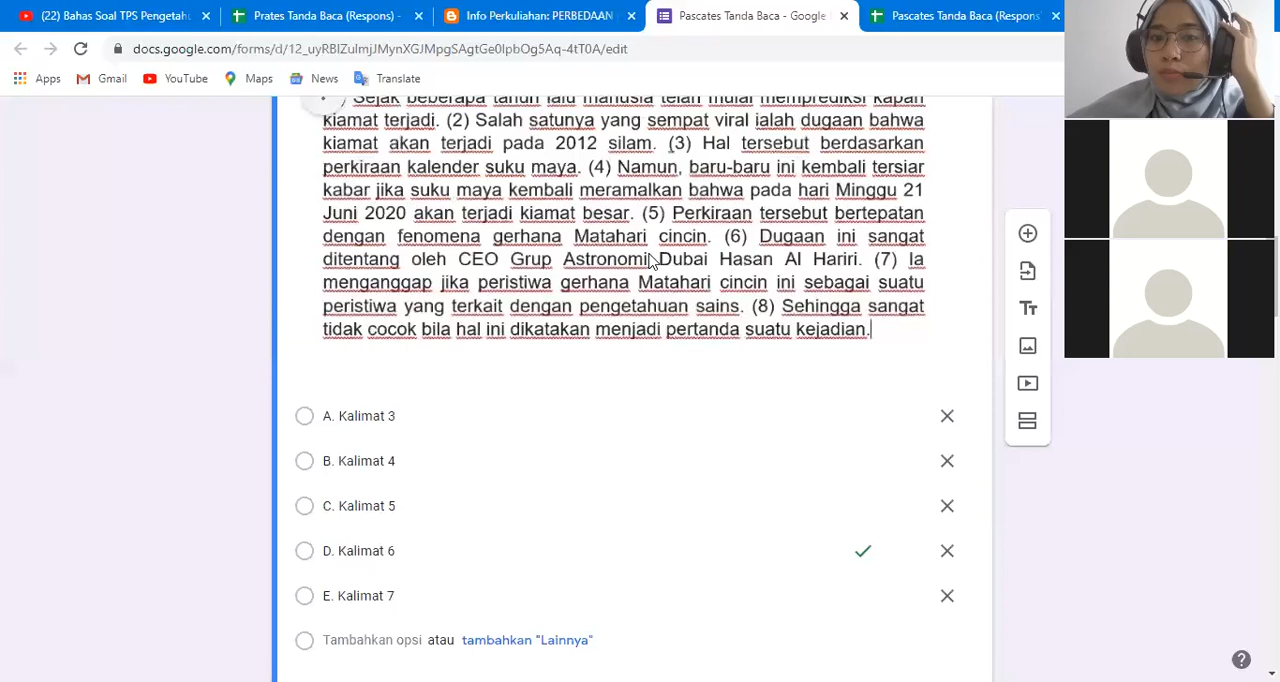 (22) Bahas Soal TPS Pengetahu
Prates Tanda Baca (Respons) -
Info Perkuliahan: PERBEDAAN
Pascates Tanda Baca - Google
Pascates Tanda Baca (Respons
docs.google.com/forms/d/12_uyRBlZulmjJMynXGJMpgSAgtGe0IpbOg5Aq-4tT0A/edit
Apps
Gmail
YouTube
Maps
News
Translate
) Sejak beberapa tahun lalu manusia telah mulai memprediksi kapan
kiamat terjadi. (2) Salah satunya yang sempat viral ialah dugaan bahwa
kiamat akan terjadi pada 2012 silam. (3) Hal tersebut berdasarkan
perkiraan kalender suku maya. (4) Namun, baru-baru ini kembali tersiar
kabar jika suku maya kembali meramalkan bahwa pada hari Minggu 21
Juni 2020 akan terjadi kiamat besar. (5) Perkiraan tersebut bertepatan
dengan fenomena gerhana Matahari cincin. (6) Dugaan ini sangat
ditentang oleh CEO Grup Astronomi Dubai Hasan Al Hariri. (7) Ia
menganggap jika peristiwa gerhana Matahari cincin ini sebagai suatu
peristiwa yang terkait dengan pengetahuan sains. (8) Sehingga sangat
tidak cocok bila hal ini dikatakan menjadi pertanda suatu kejadian.
A. Kalimat 3
B. Kalimat 4
C. Kalimat 5
D. Kalimat 6
E. Kalimat 7
Tambahkan opsi atau tambahkan "Lainnya"